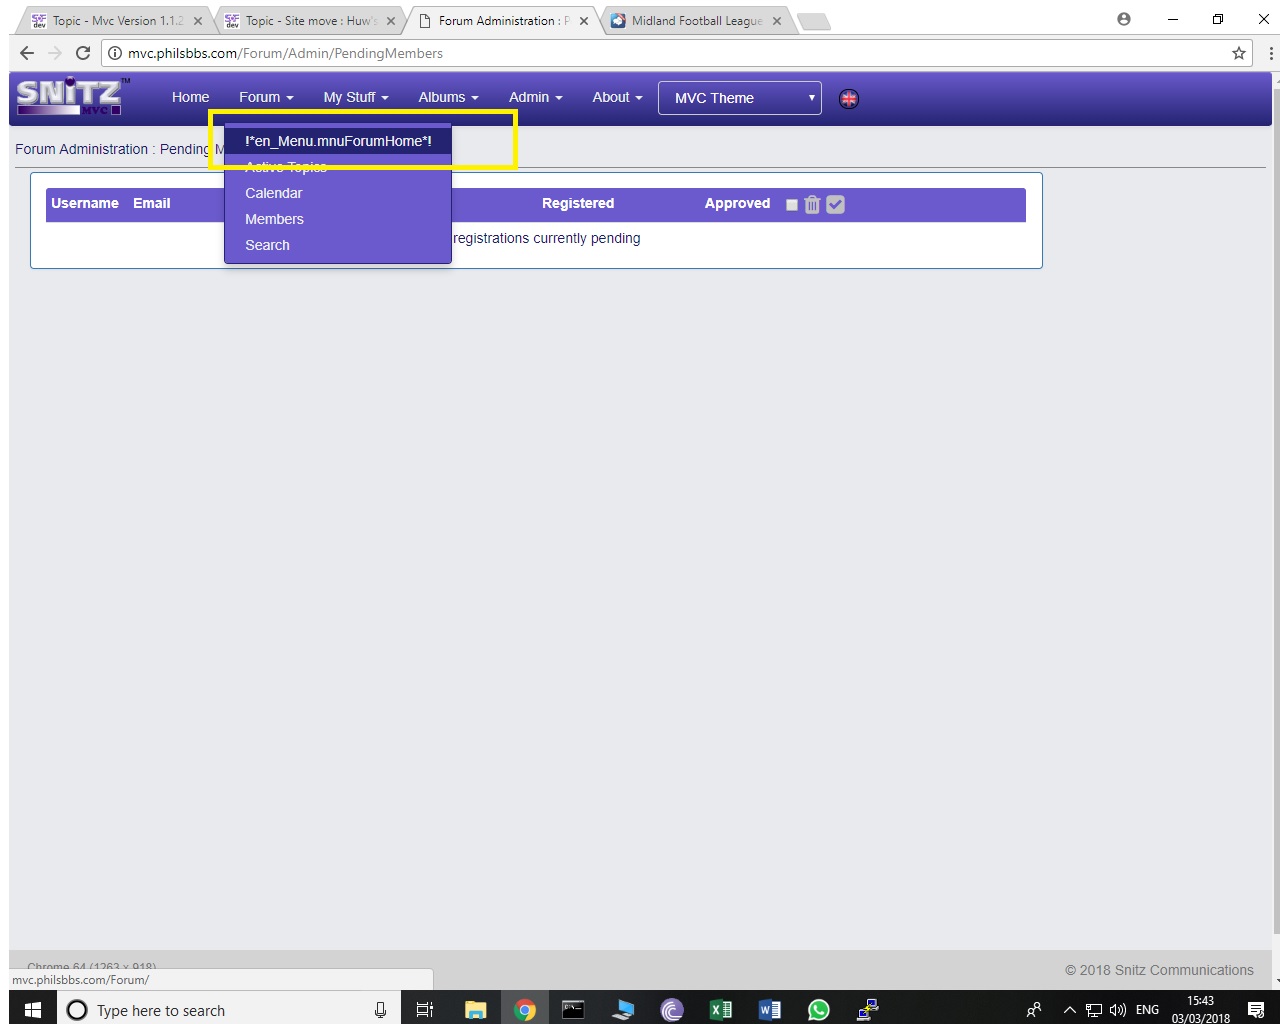 Topic - Mvc Version 1.1.2
Topic - Site move : Huw's
Forum Administration : P
Midland Football League
mvc.philsbbs.com/Forum/Admin/PendingMembers
SNITZ™
MVC
Home
Forum
My Stuff
Albums
Admin
About
MVC Theme
Forum Administration : Pending M
!*en_Menu.mnuForumHome*!
Active Topics
Calendar
Members
Search
Username Email Registered Approved
registrations currently pending
Chrome 64 (1263 x 918)
© 2018 Snitz Communications
mvc.philsbbs.com/Forum/
Type here to search
ENG
15:43
03/03/2018